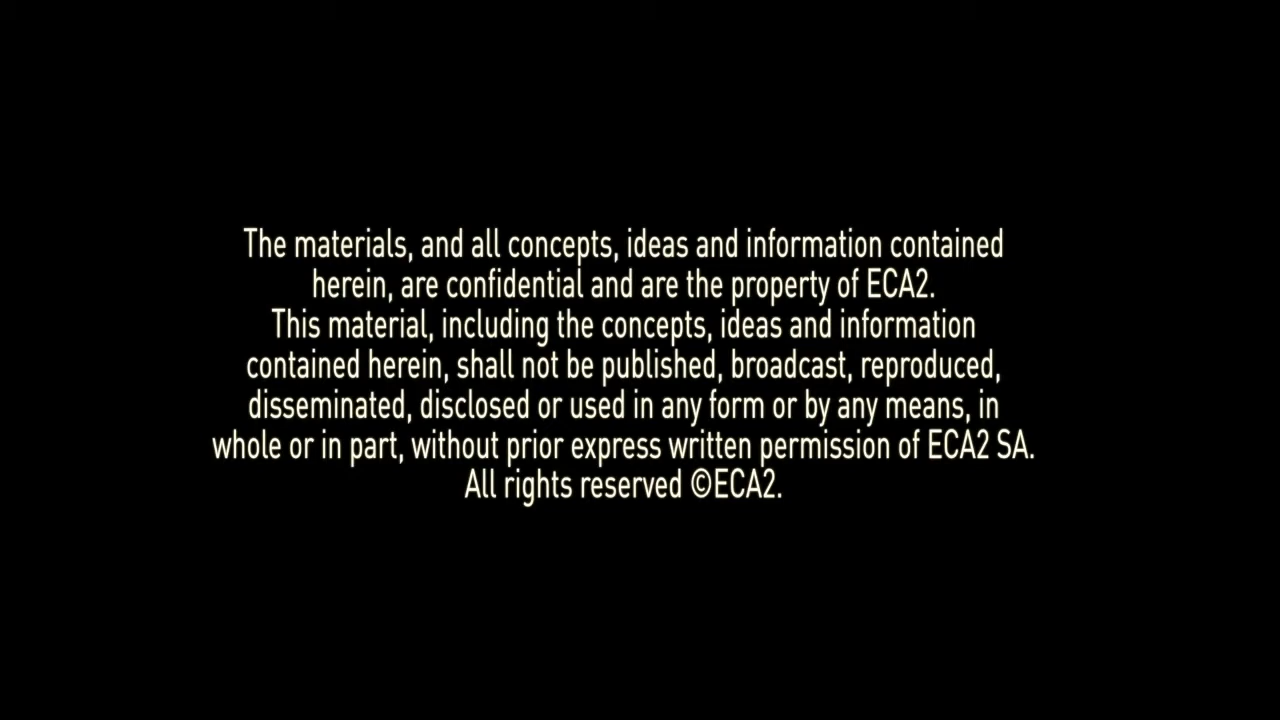 The materials, and all concepts, ideas and information contained
herein, are confidential and are the property of ECA2.
This material, including the concepts, ideas and information
contained herein, shall not be published, broadcast, reproduced,
disseminated, disclosed or used in any form or by any means, in
whole or in part, without prior express written permission of ECA2 SA.
All rights reserved ©ECA2.